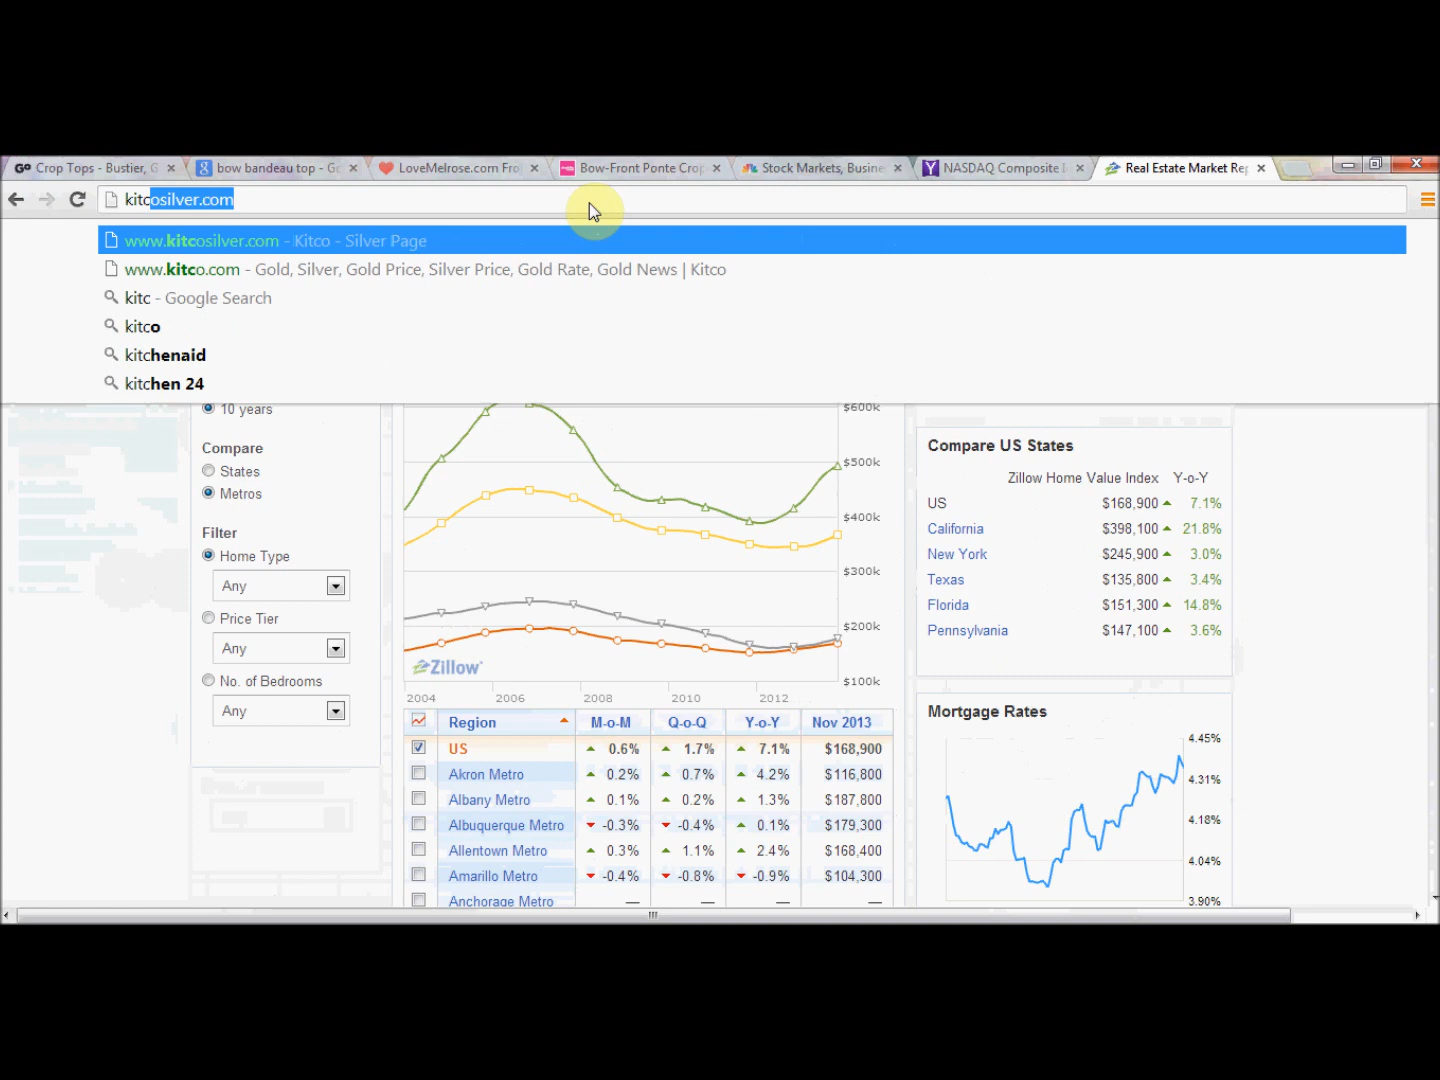 GO Crop Tops - Bustier, G
g bow bandeau top - Go
LoveMelrose.com Fro
Bow-Front Ponte Crop
Stock Markets, Busine
Y NASDAQ Composite I
Real Estate Market Rep
kitcosilver.com
www.kitcosilver.com - Kitco - Silver Page
www.kitco.com - Gold, Silver, Gold Price, Silver Price, Gold Rate, Gold News | Kitco
kitc - Google Search
kitco
kitchenaid
kitchen 24
10 years
Compare
States
Metros
Filter
Home Type
Any
Price Tier
Any
No. of Bedrooms
Any
$600k
$500k
$400k
$300k
$200k
$100k
Zillow
2004 2006 2008 2010 2012
Region M-o-M Q-o-Q Y-o-Y Nov 2013
US 0.6% 1.7% 7.1% $168,900
Akron Metro 0.2% 0.7% 4.2% $116,800
Albany Metro 0.1% 0.2% 1.3% $187,800
Albuquerque Metro -0.3% -0.4% 0.1% $179,300
Allentown Metro 0.3% 1.1% 2.4% $168,400
Amarillo Metro -0.4% -0.8% -0.9% $104,300
Anchorage Metro — — — —
Compare US States
Zillow Home Value Index Y-o-Y
US $168,900 7.1%
California $398,100 21.8%
New York $245,900 3.0%
Texas $135,800 3.4%
Florida $151,300 14.8%
Pennsylvania $147,100 3.6%
Mortgage Rates
4.45%
4.31%
4.18%
4.04%
3.90%